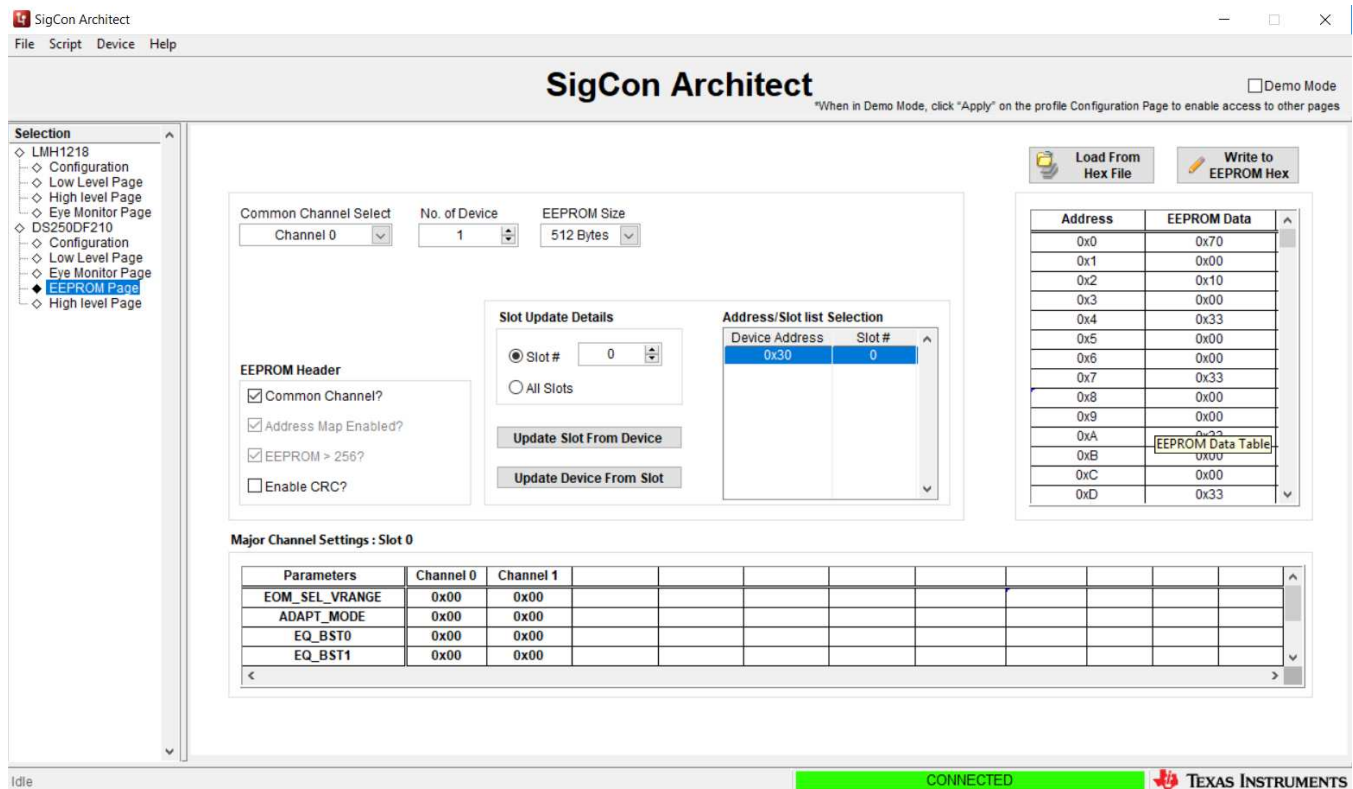 SigCon Architect
File Script Device Help
SigCon Architect
Demo Mode
*When in Demo Mode, click "Apply" on the profile Configuration Page to enable access to other pages
Selection
LMH1218
Configuration
Low Level Page
High level Page
Eye Monitor Page
DS250DF210
Configuration
Low Level Page
Eye Monitor Page
EEPROM Page
High level Page
Load From
Hex File
Write to
EEPROM Hex
Common Channel Select No. of Device EEPROM Size
Channel 0 1 512 Bytes
EEPROM Header
Common Channel?
Address Map Enabled?
EEPROM > 256?
Enable CRC?
Slot Update Details
Slot # 0
All Slots
Update Slot From Device
Update Device From Slot
Address/Slot list Selection
Device Address Slot #
0x30 0
Address EEPROM Data
0x0 0x70
0x1 0x00
0x2 0x10
0x3 0x00
0x4 0x33
0x5 0x00
0x6 0x00
0x7 0x33
0x8 0x00
0x9 0x00
0xA
EEPROM Data Table
0xB 0x00
0xC 0x00
0xD 0x33
Major Channel Settings : Slot 0
Parameters Channel 0 Channel 1
EOM_SEL_VRANGE 0x00 0x00
ADAPT_MODE 0x00 0x00
EQ_BST0 0x00 0x00
EQ_BST1 0x00 0x00
Idle
CONNECTED
TEXAS INSTRUMENTS